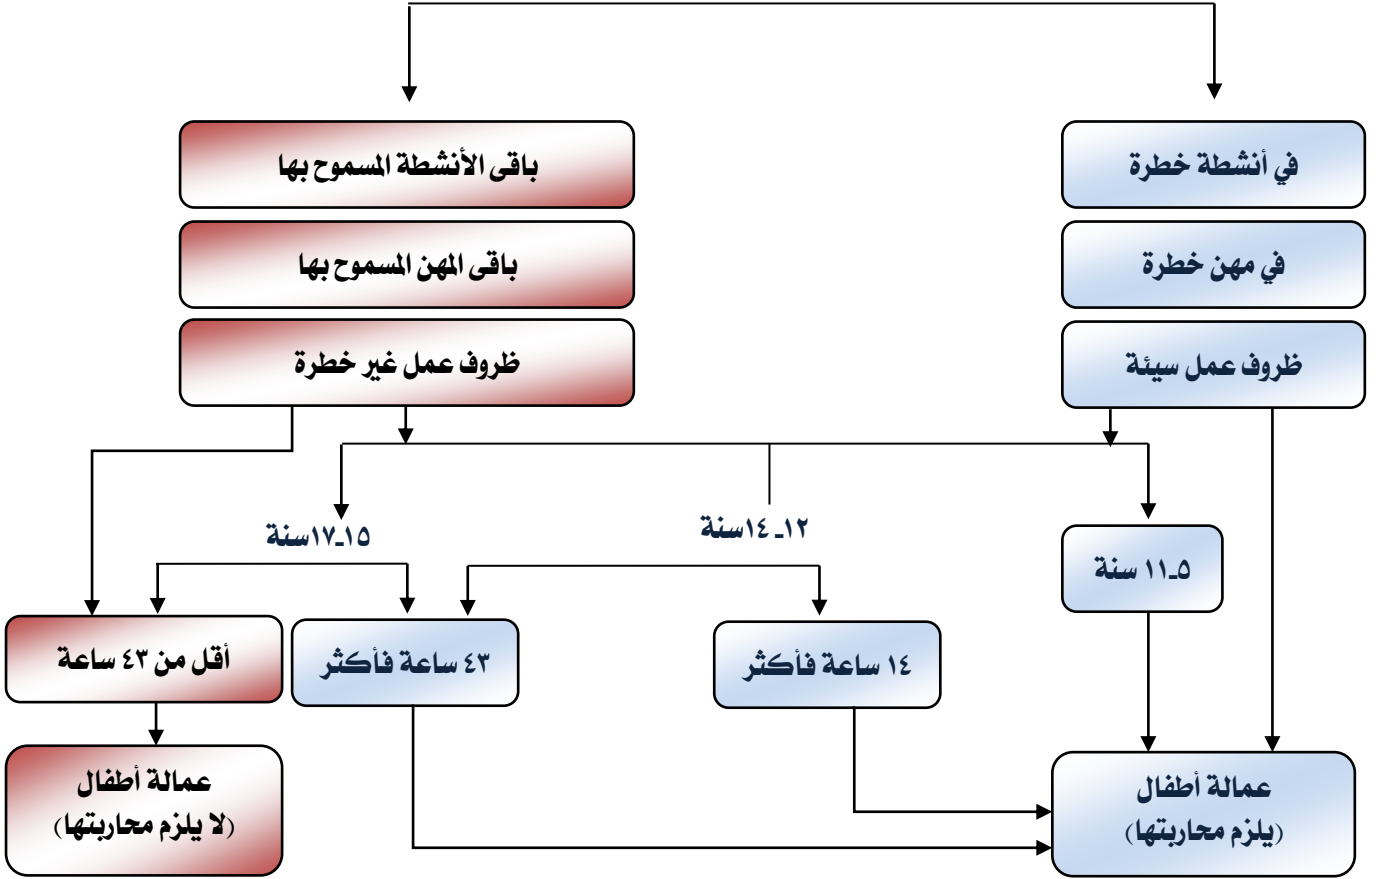 في أنشطة خطرة
باقى الأنشطة المسموح بها
في مهن خطرة
باقى المهن المسموح بها
ظروف عمل سيئة
ظروف عمل غير خطرة
١٢ـ ١٤سنة
١٥ـ١٧سنة
٥ـ١١ سنة
١٤ ساعة فأكثر
٤٣ ساعة فأكثر
أقل من ٤٣ ساعة
عمالة أطفال
(يلزم محاربتها)
عمالة أطفال
(لا يلزم محاربتها)